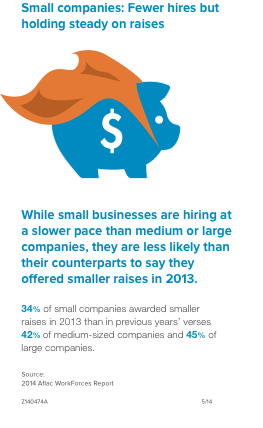 Small companies: Fewer hires but
holding steady on raises
$
While small businesses are hiring at
a slower pace than medium or large
companies, they are less likely than
their counterparts to say they
offered smaller raises in 2013.
34% of small companies awarded smaller
raises in 2013 than in previous years' verses
42% of medium-sized companies and 45% of
large companies.
Source:
2014 Aflac WorkForces Report
Z140474A 5/14